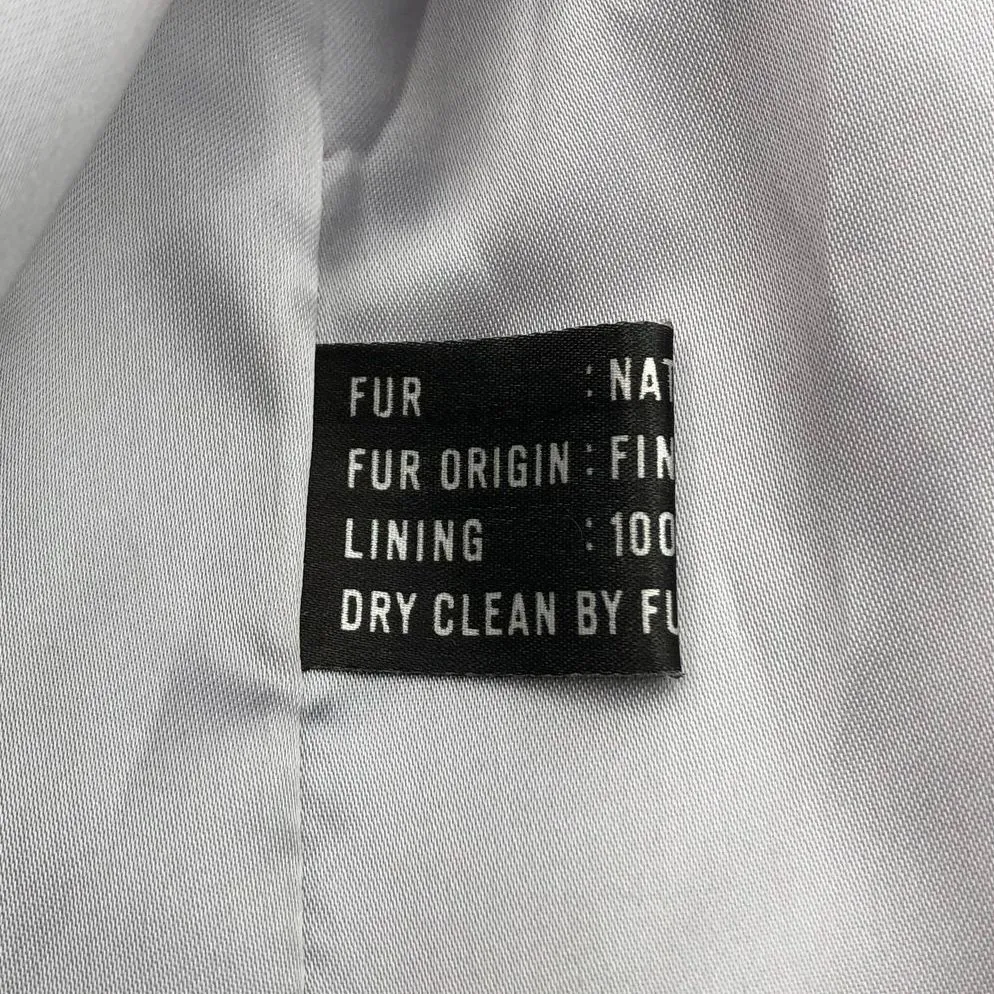 FUR : NAT
FUR ORIGIN : FIN
LINING : 100
DRY CLEAN BY FU